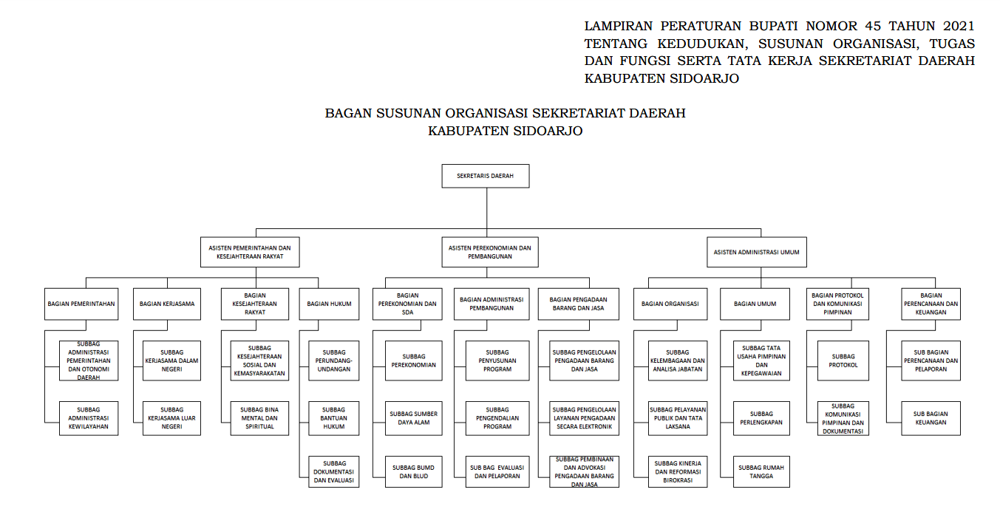 LAMPIRAN PERATURAN BUPATI NOMOR 45 TAHUN 2021
TENTANG KEDUDUKAN, SUSUNAN ORGANISASI, TUGAS
DAN FUNGSI SERTA TATA KERJA SEKRETARIAT DAERAH
KABUPATEN SIDOARJO
BAGAN SUSUNAN ORGANISASI SEKRETARIAT DAERAH
KABUPATEN SIDOARJO
SEKRETARIS DAERAH
ASISTEN PEMERINTAHAN DAN
KESEJAHTERAAN RAKYAT
ASISTEN PEREKONOMIAN DAN
PEMBANGUNAN
ASISTEN ADMINISTRASI UMUM
BAGIAN PEMERINTAHAN
BAGIAN KERJASAMA
BAGIAN
KESEJAHTERAAN
RAKYAT
BAGIAN HUKUM
BAGIAN
PEREKONOMIAN DAN
SDA
BAGIAN ADMINISTRASI
PEMBANGUNAN
BAGIAN PENGADAAN
BARANG DAN JASA
BAGIAN ORGANISASI
BAGIAN UMUM
BAGIAN PROTOKOL
DAN KOMUNIKASI
PIMPINAN
BAGIAN
PERENCANAAN DAN
KEUANGAN
SUBBAG
ADMINISTRASI
PEMERINTAHAN
DAN OTONOMI
DAERAH
SUBBAG
KERJASAMA DALAM
NEGERI
SUBBAG
KESEJAHTERAAN
SOSIAL DAN
KEMASYARAKATAN
SUBBAG
PERUNDANG-
UNDANGAN
SUBBAG
PEREKONOMIAN
SUBBAG
PENYUSUNAN
PROGRAM
SUBBAG PENGELOLAAN
PENGADAAN BARANG
DAN JASA
SUBBAG
KELEMBAGAAN DAN
ANALISA JABATAN
SUBBAG TATA
USAHA PIMPINAN
DAN
KEPEGAWAIAN
SUBBAG
PROTOKOL
SUB BAGIAN
PERENCANAAN DAN
PELAPORAN
SUBBAG
ADMINISTRASI
KEWILAYAHAN
SUBBAG
KERJASAMA LUAR
NEGERI
SUBBAG BINA
MENTAL DAN
SPIRITUAL
SUBBAG
BANTUAN
HUKUM
SUBBAG SUMBER
DAYA ALAM
SUBBAG
PENGENDALIAN
PROGRAM
SUBBAG PENGELOLAAN
LAYANAN PENGADAAN
SECARA ELEKTRONIK
SUBBAG PELAYANAN
PUBLIK DAN TATA
LAKSANA
SUBBAG
PERLENGKAPAN
SUBBAG
KOMUNIKASI
PIMPINAN DAN
DOKUMENTASI
SUB BAGIAN
KEUANGAN
SUBBAG
DOKUMENTASI
DAN EVALUASI
SUBBAG BUMD
DAN BLUD
SUB BAG EVALUASI
DAN PELAPORAN
SUBBAG PEMBINAAN
DAN ADVOKASI
PENGADAAN BARANG
DAN JASA
SUBBAG KINERJA
DAN REFORMASI
BIROKRASI
SUBBAG RUMAH
TANGGA